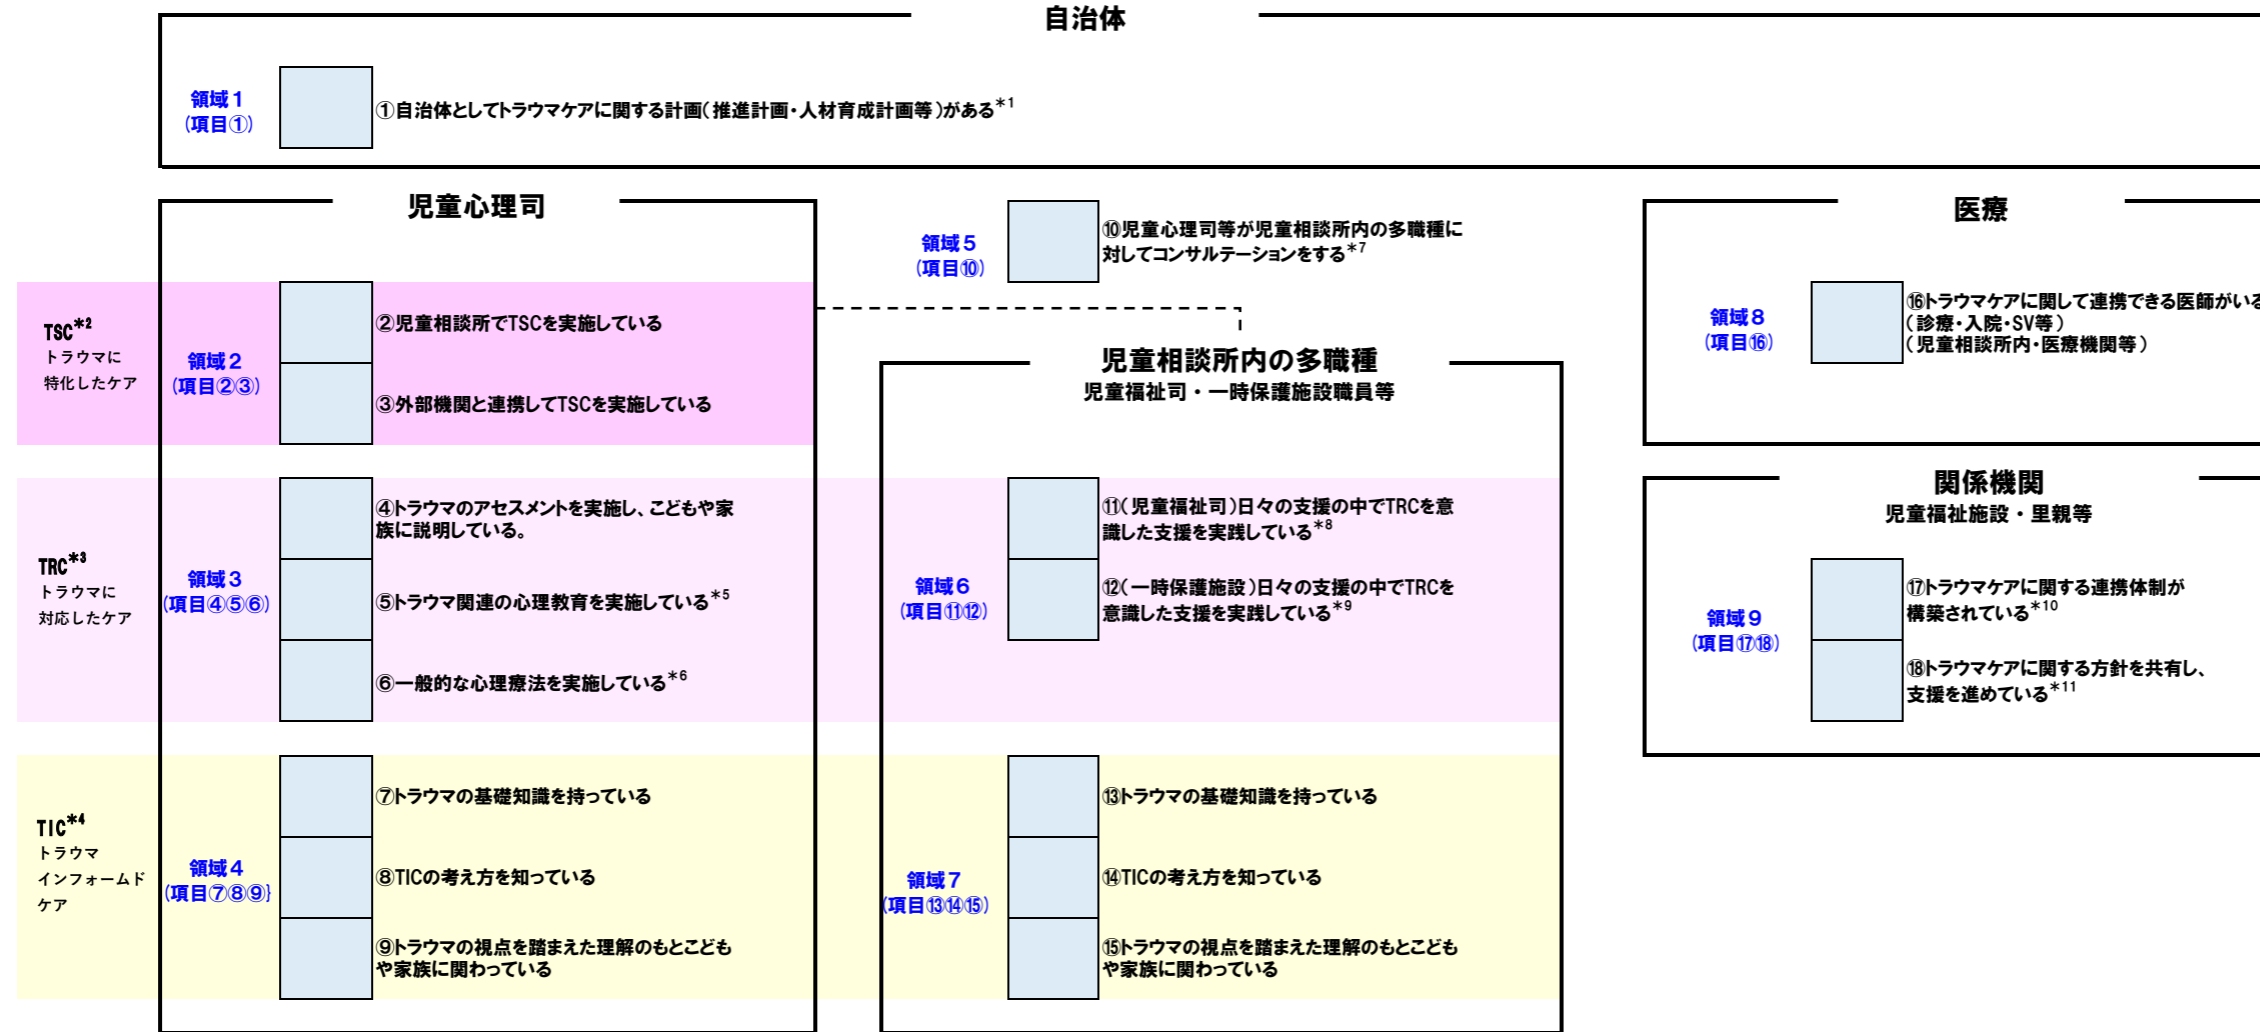 自治体
領域1
(項目①)
①自治体としてトラウマケアに関する計画(推進計画・人材育成計画等)がある*1
児童心理司
TSC*2
トラウマに
特化したケア
領域2
(項目②③)
②児童相談所でTSCを実施している
③外部機関と連携してTSCを実施している
TRC*3
トラウマに
対応したケア
領域3
(項目④⑤⑥)
④トラウマのアセスメントを実施し、こどもや家
族に説明している。
⑤トラウマ関連の心理教育を実施している*5
⑥一般的な心理療法を実施している*6
TIC*4
トラウマ
インフォームド
ケア
領域4
(項目⑦⑧⑨}
⑦トラウマの基礎知識を持っている
⑧TICの考え方を知っている
⑨トラウマの視点を踏まえた理解のもとこども
や家族に関わっている
領域5
(項目⑩)
⑩児童心理司等が児童相談所内の多職種に
対してコンサルテーションをする*7
児童相談所内の多職種
児童福祉司・一時保護施設職員等
領域6
(項目⑪⑫)
⑪(児童福祉司)日々の支援の中でTRCを意
識した支援を実践している*8
⑫(一時保護施設)日々の支援の中でTRCを
意識した支援を実践している*9
領域7
(項目⑬⑭⑮)
⑬トラウマの基礎知識を持っている
⑭TICの考え方を知っている
⑮トラウマの視点を踏まえた理解のもとこども
や家族に関わっている
医療
領域8
(項目⑯)
⑯トラウマケアに関して連携できる医師がいる
(診療・入院・SV等)
(児童相談所内・医療機関等)
関係機関
児童福祉施設・里親等
領域9
(項目⑰⑱)
⑰トラウマケアに関する連携体制が
構築されている*10
⑱トラウマケアに関する方針を共有し、
支援を進めている*11